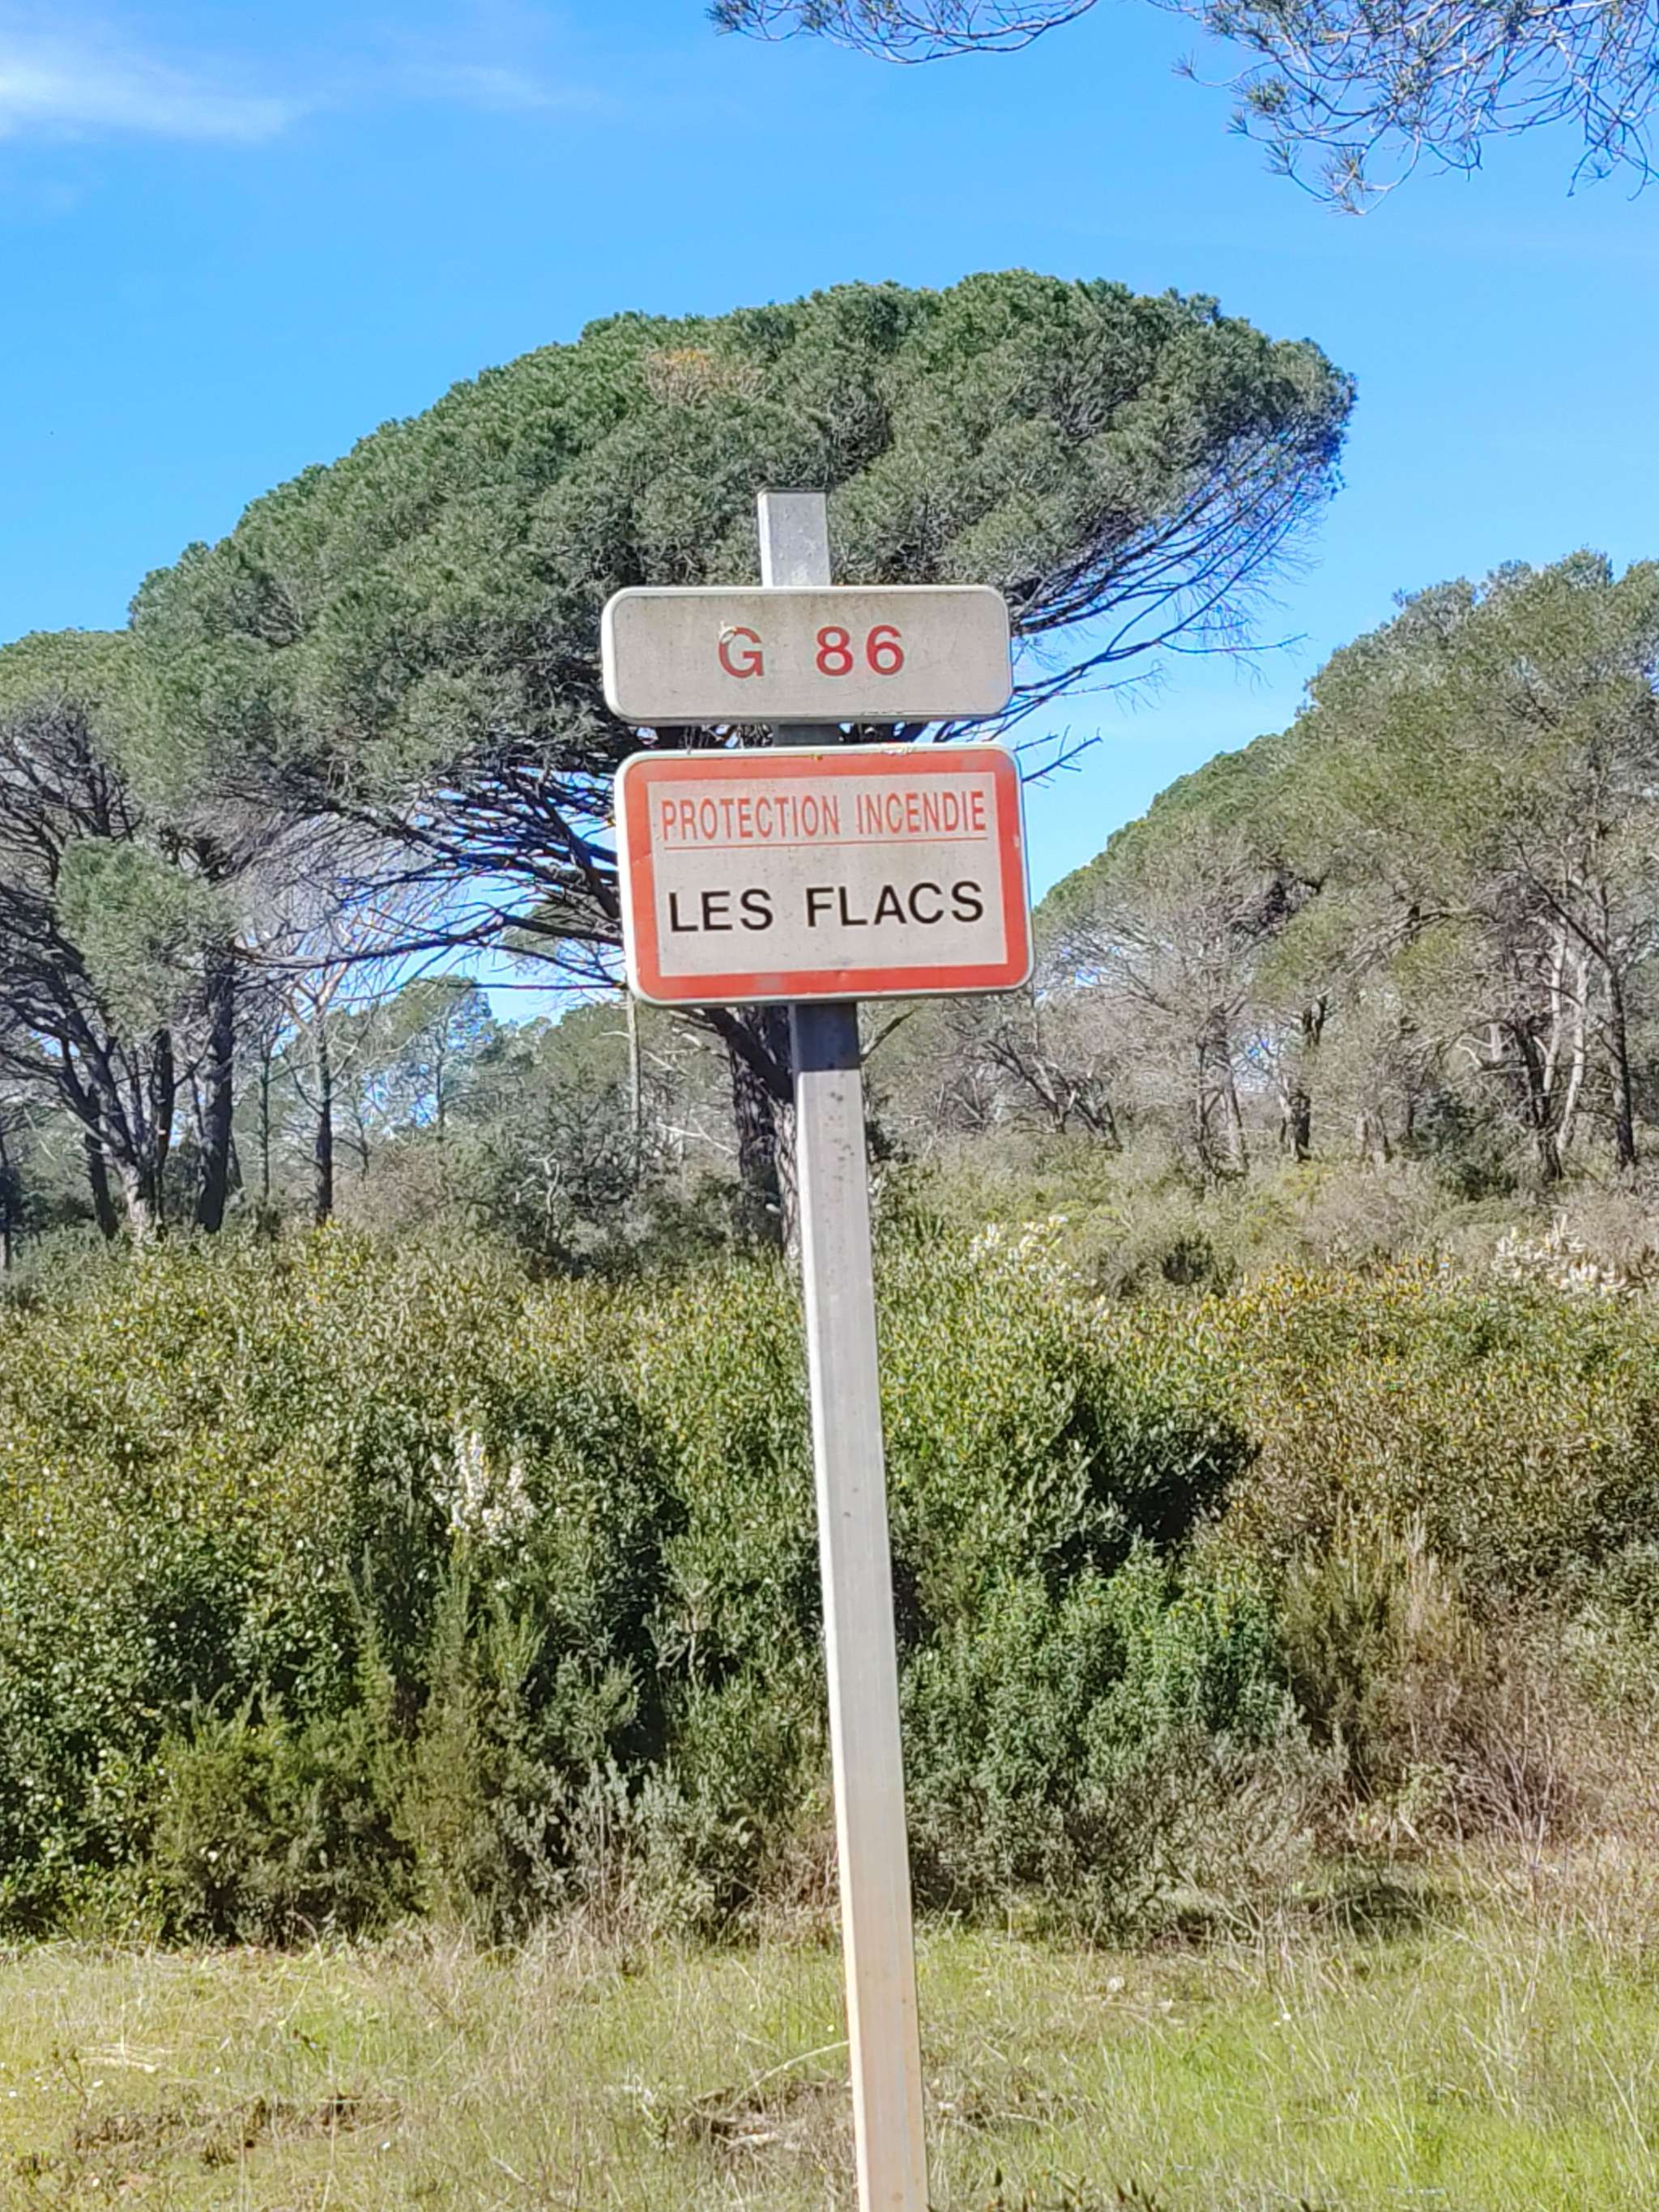 G 86
PROTECTION INCENDIE
LES FLACS